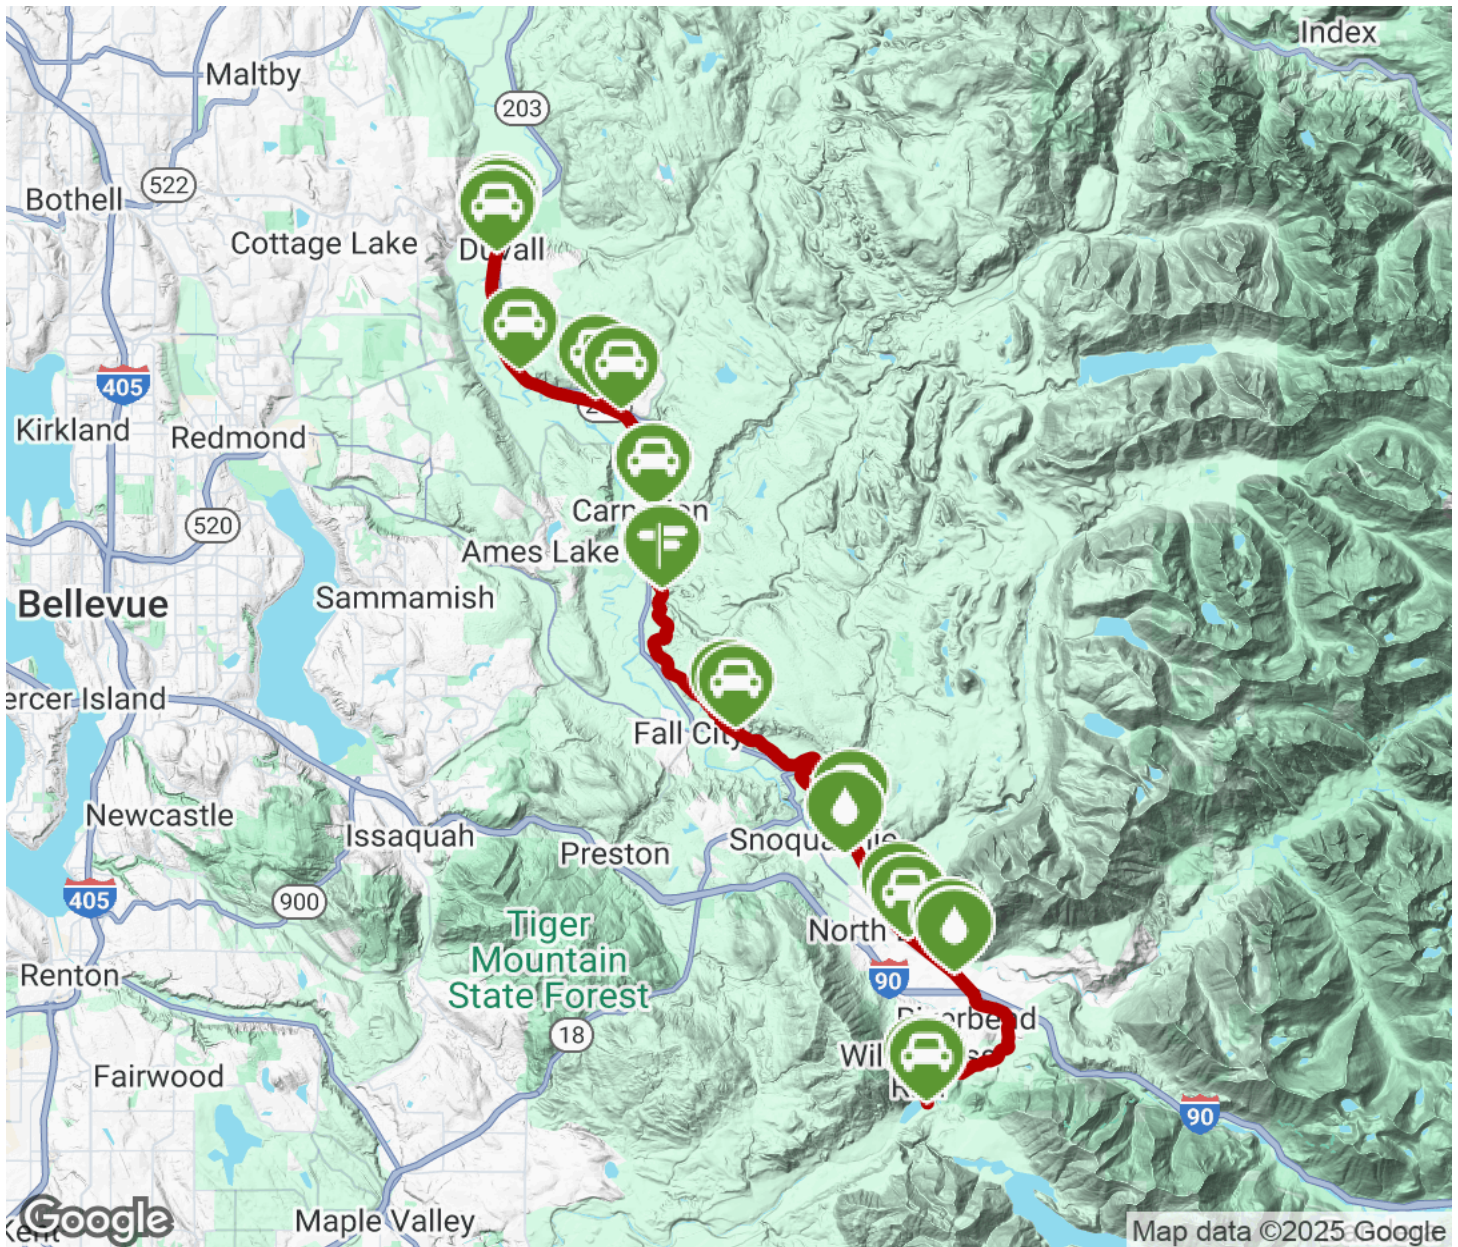 Index
Maltby
203
522
Bothell
Cottage Lake
405
Kirkland
Redmond
520
Ames Lake
Sammamish
Bellevue
Fall City
Newcastle
Issaquah
Preston
405
900
Tiger
Mountain
State Forest
North
90
Renton
18
Fairwood
90
Maple Valley
Google
Map data ©2025 Google